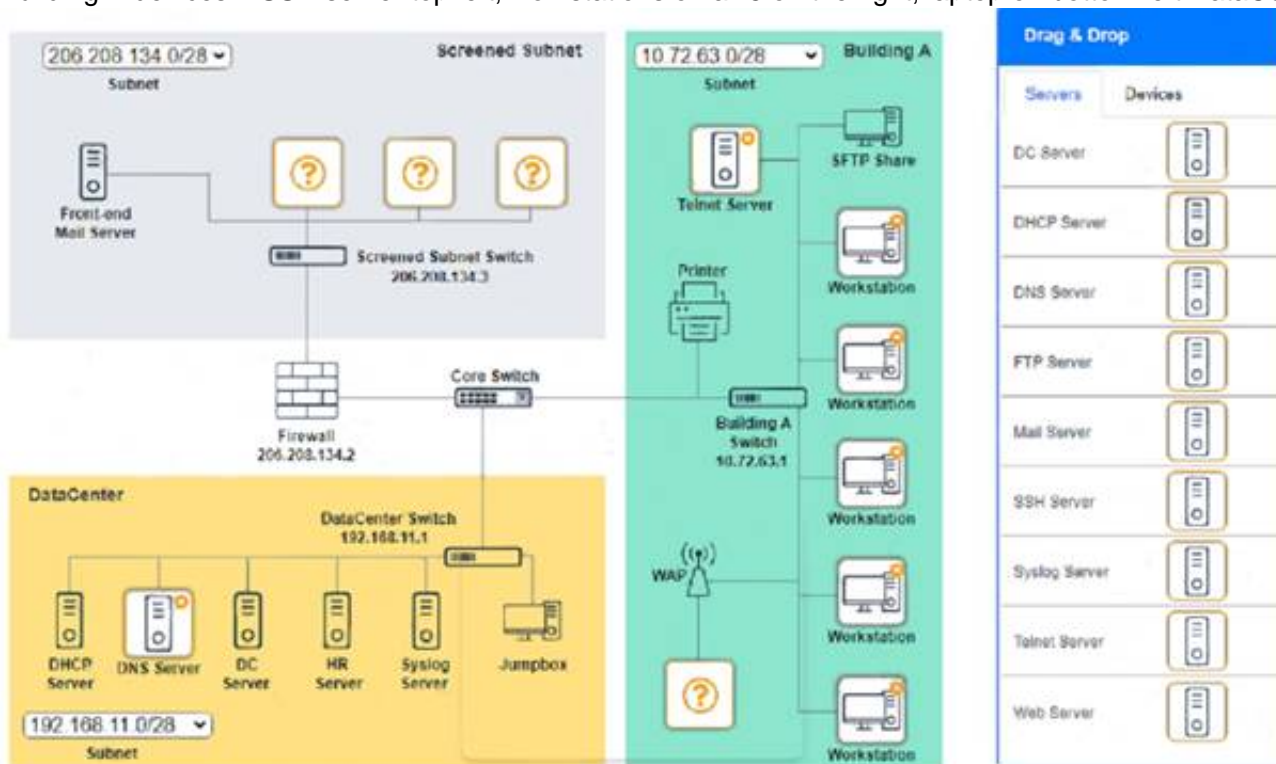 206.208.134.0/28
Subnet
Screened Subnet
Front-end
Mail Server
Screened Subnet Switch
206.208.134.3
Firewall
206.208.134.2
Core Switch
10.72.63.0/28
Subnet
Building A
SFTP Share
Telnet Server
Workstation
Printer
Workstation
Building A
Switch
10.72.63.1
Workstation
WAP
Workstation
Workstation
DataCenter
DataCenter Switch
192.168.11.1
DHCP
Server
DNS Server
DC
Server
HR
Server
Syslog
Server
Jumpbox
192.168.11.0/28
Subnet
Drag & Drop
Servers
Devices
DC Server
DHCP Server
DNS Server
FTP Server
Mail Server
SSH Server
Syslog Server
Telnet Server
Web Server